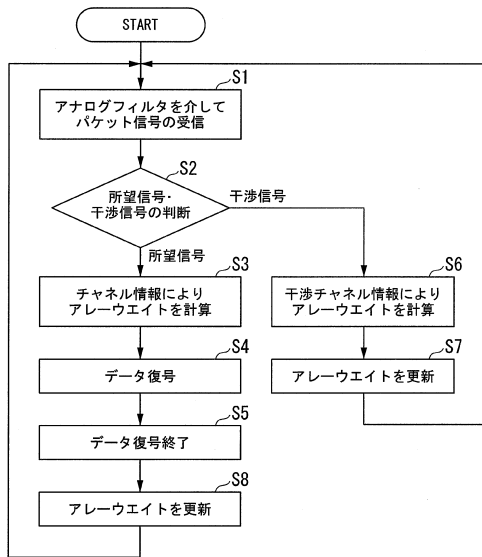 START
S1
アナログフィルタを介して
パケット信号の受信
S2
所望信号・
干渉信号の判断
干渉信号
所望信号
S3
チャネル情報により
アレーウエイトを計算
S6
干渉チャネル情報により
アレーウエイトを計算
S4
データ復号
S7
アレーウエイトを更新
S5
データ復号終了
S8
アレーウエイトを更新